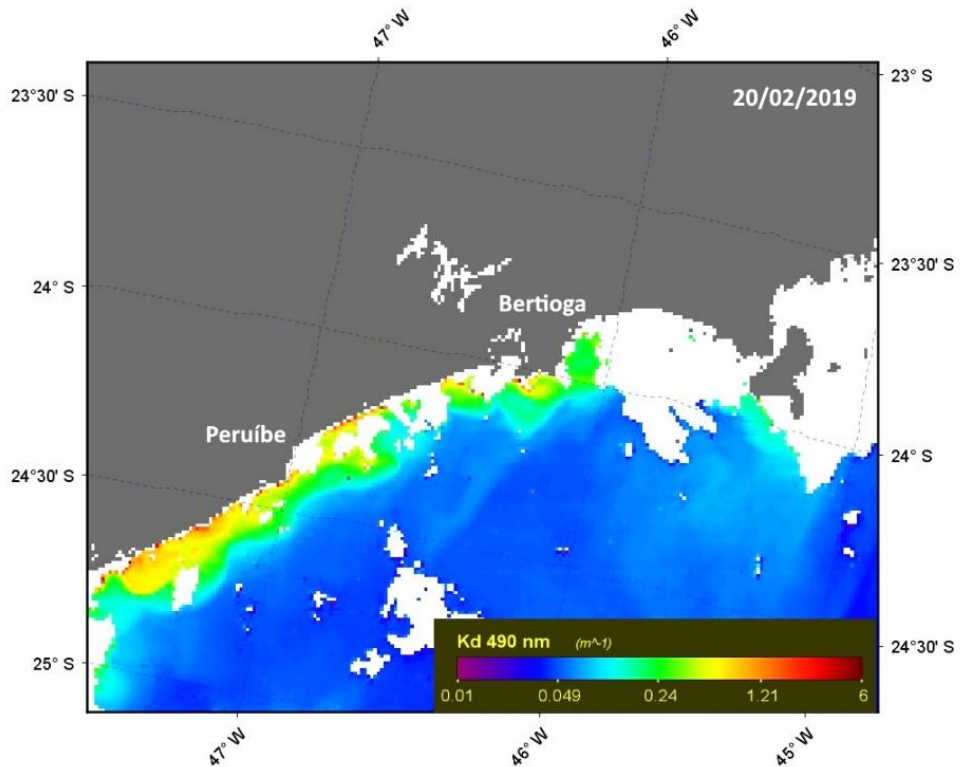 47° W
46° W
23°30' S
23° S
20/02/2019
23°30' S
24° S
Bertioga
Peruíbe
24° S
24°30' S
Kd 490 nm (m^-1)
24°30' S
25° S
0.01 0.049 0.24 1.21 6
47° W
46° W
45° W